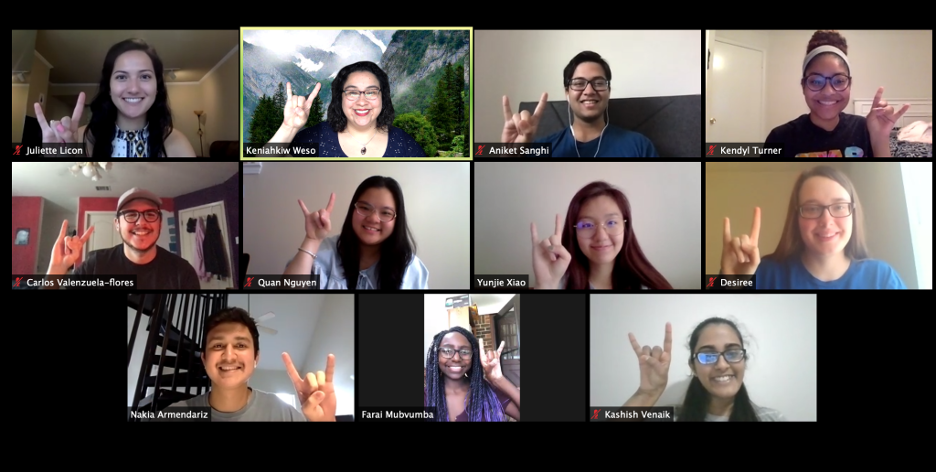 Juliette Licon
Keniahkiw Weso
Aniket Sanghi
Kendyl Turner
Carlos Valenzuela-flores
Quan Nguyen
Yunjie Xiao
Desiree
Nakia Armendariz
Farai Mubvumba
Kashish Venaik